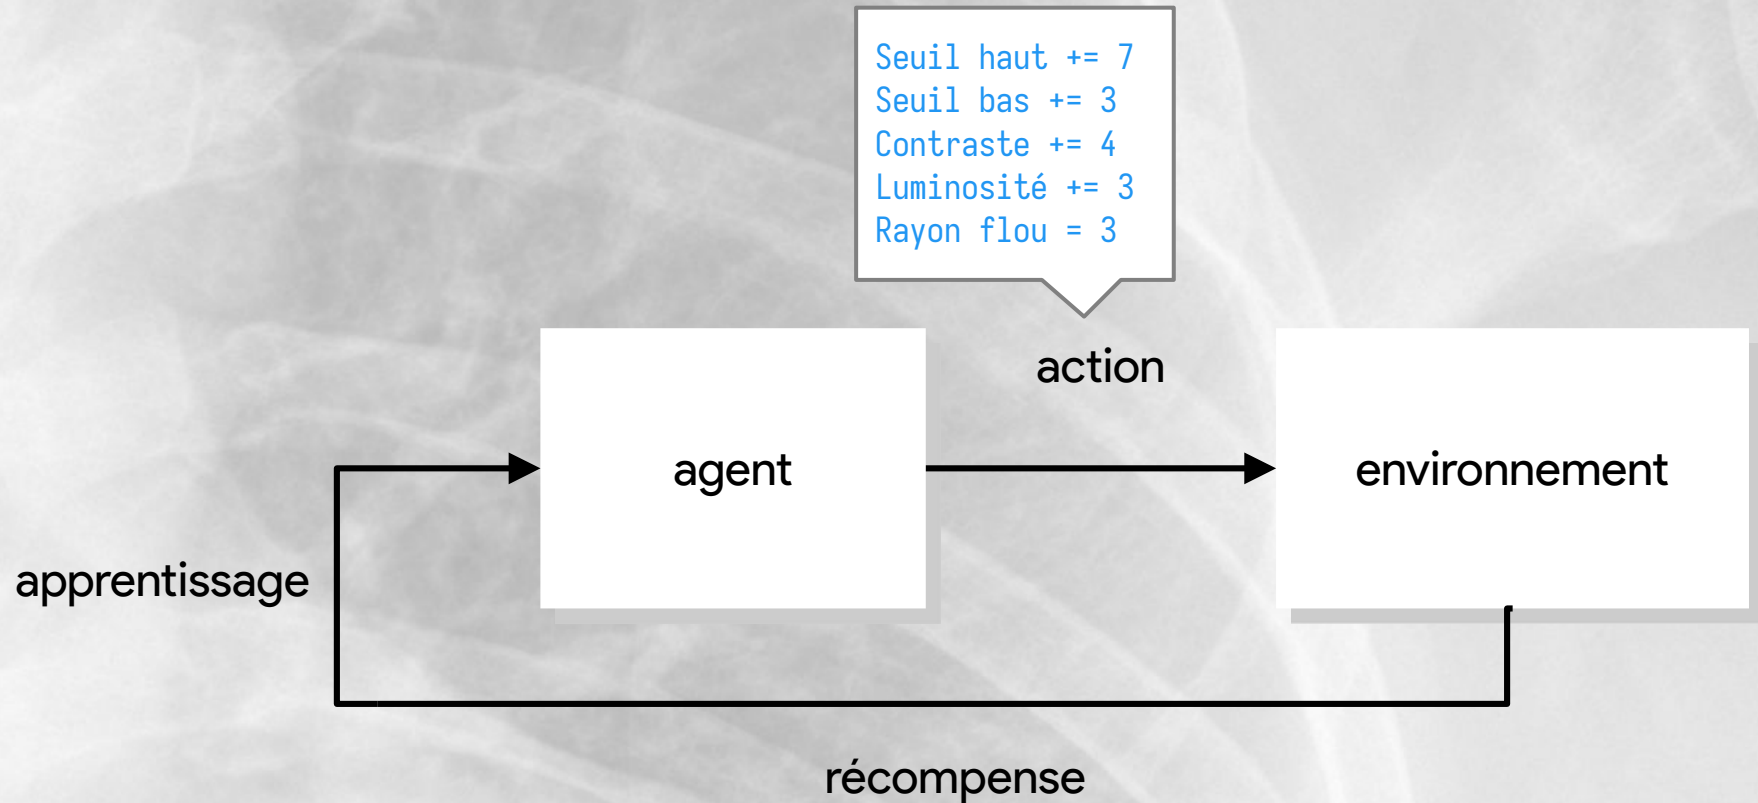 Seuil haut += 7
Seuil bas += 3
Contraste += 4
Luminosité += 3
Rayon flou = 3
action
agent
environnement
apprentissage
récompense